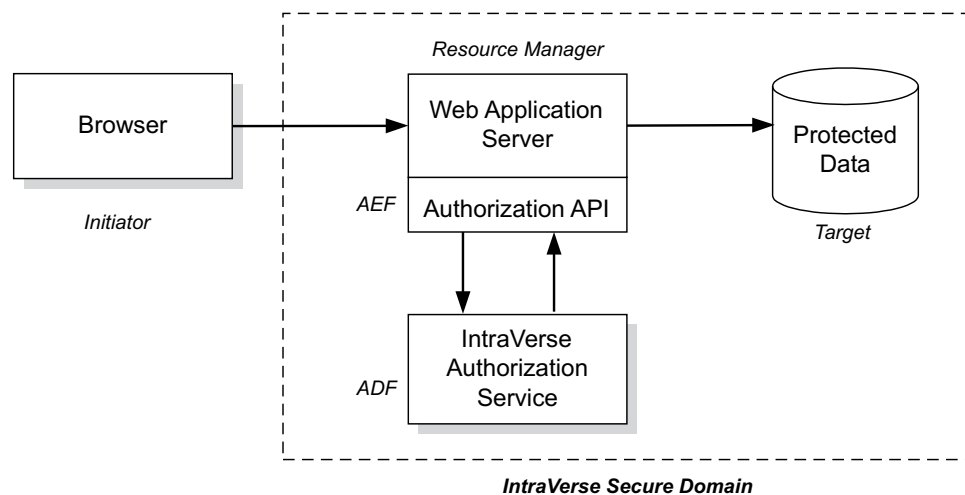 Resource Manager
Browser
Web Application
Server
Protected
Data
AEF
Authorization API
Initiator
Target
IntraVerse
Authorization
Service
ADF
IntraVerse Secure Domain